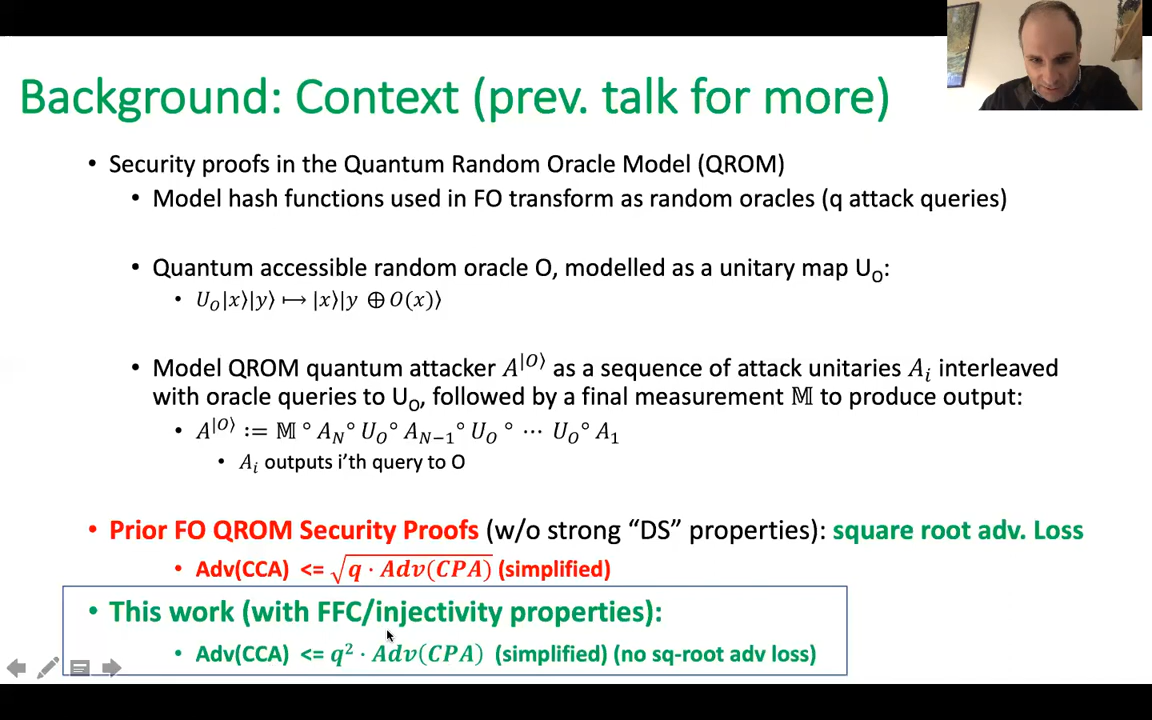 Background: Context (prev. talk for more)
• Security proofs in the Quantum Random Oracle Model (QROM)
• Model hash functions used in FO transform as random oracles (q attack queries)
• Quantum accessible random oracle O, modelled as a unitary map U_O:
• U_O|x⟩|y⟩ ↦ |x⟩|y ⊕ O(x)⟩
• Model QROM quantum attacker A^{|O⟩} as a sequence of attack unitaries A_i interleaved
with oracle queries to U_O, followed by a final measurement 𝕄 to produce output:
• A^{|O⟩} := 𝕄 ∘ A_N ∘ U_O ∘ A_{N−1} ∘ U_O ∘ ⋯ U_O ∘ A_1
• A_i outputs i'th query to O
• Prior FO QROM Security Proofs (w/o strong “DS” properties): square root adv. Loss
• Adv(CCA) <= √(q · Adv(CPA)) (simplified)
• This work (with FFC/injectivity properties):
• Adv(CCA) <= q² · Adv(CPA) (simplified) (no sq-root adv loss)